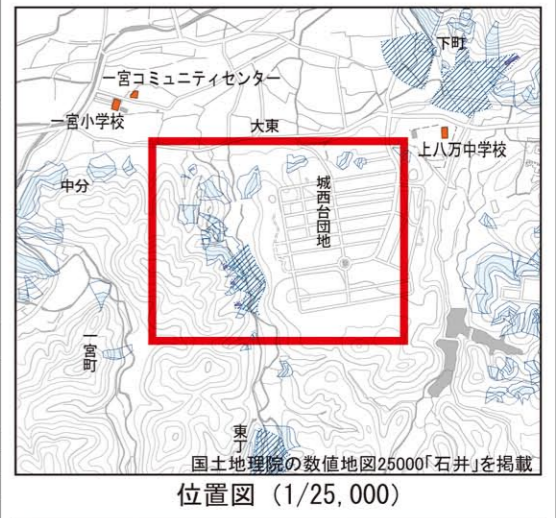 下町
一宮コミュニティセンター
一宮小学校
大東
上八万中学校
中分
城西台団地
一宮町
東丁
国土地理院の数値地図25000「石井」を掲載
位置図 (1/25,000)